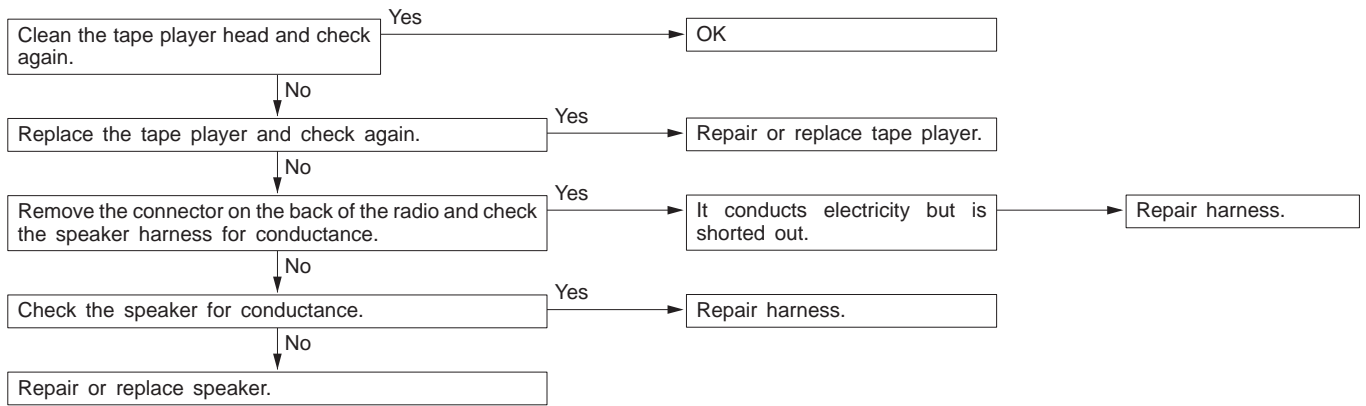 Clean the tape player head and check
again.
Yes
OK
No
Replace the tape player and check again.
Yes
Repair or replace tape player.
No
Remove the connector on the back of the radio and check
the speaker harness for conductance.
Yes
It conducts electricity but is
shorted out.
Repair harness.
No
Check the speaker for conductance.
Yes
Repair harness.
No
Repair or replace speaker.